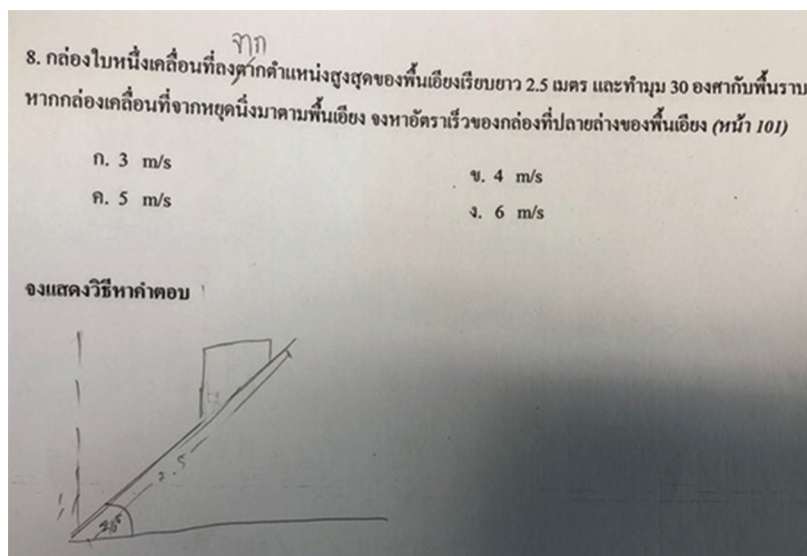 จาก
8. กล่องใบหนึ่งเคลื่อนที่ลงตากตำแหน่งสูงสุดของพื้นเอียงเรียบยาว 2.5 เมตร และทำมุม 30 องศากับพื้นราบ
หากกล่องเคลื่อนที่จากหยุดนิ่งมาตามพื้นเอียง จงหาอัตราเร็วของกล่องที่ปลายล่างของพื้นเอียง (หน้า 101)
ก. 3 m/s
ข. 4 m/s
ค. 5 m/s
ง. 6 m/s
จงแสดงวิธีหาคำตอบ
2.5